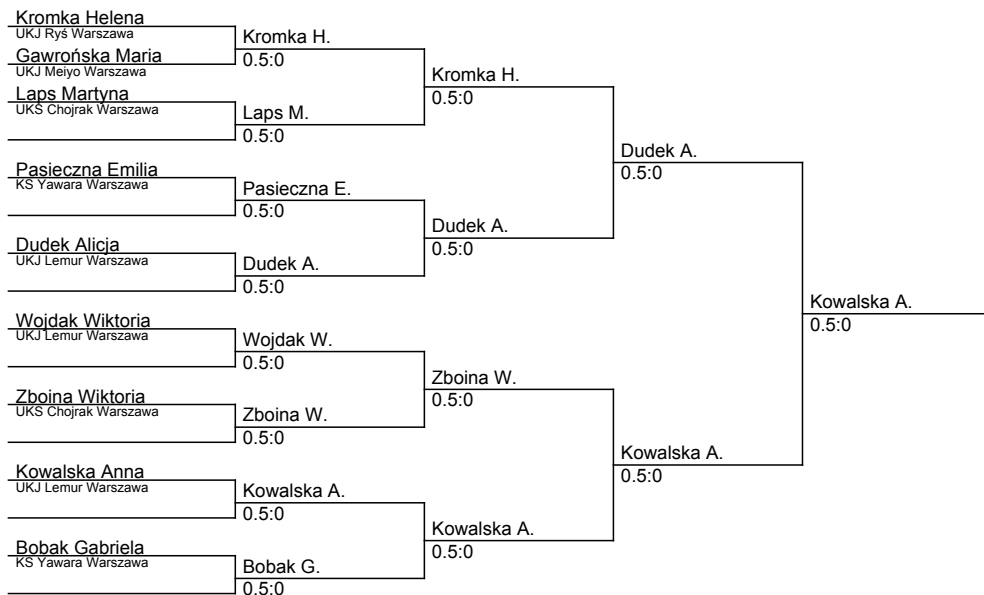 Kromka Helena
UKJ Ryś Warszawa
Gawrońska Maria
UKJ Meiyo Warszawa
Laps Martyna
UKS Chojrak Warszawa
Pasieczna Emilia
KS Yawara Warszawa
Dudek Alicja
UKJ Lemur Warszawa
Wojdak Wiktoria
UKJ Lemur Warszawa
Zboina Wiktoria
UKS Chojrak Warszawa
Kowalska Anna
UKJ Lemur Warszawa
Bobak Gabriela
KS Yawara Warszawa
Kromka H.
0.5:0
Laps M.
0.5:0
Pasieczna E.
0.5:0
Dudek A.
0.5:0
Wojdak W.
0.5:0
Zboina W.
0.5:0
Kowalska A.
0.5:0
Bobak G.
0.5:0
Kromka H.
0.5:0
Dudek A.
0.5:0
Zboina W.
0.5:0
Kowalska A.
0.5:0
Dudek A.
0.5:0
Kowalska A.
0.5:0
Kowalska A.
0.5:0